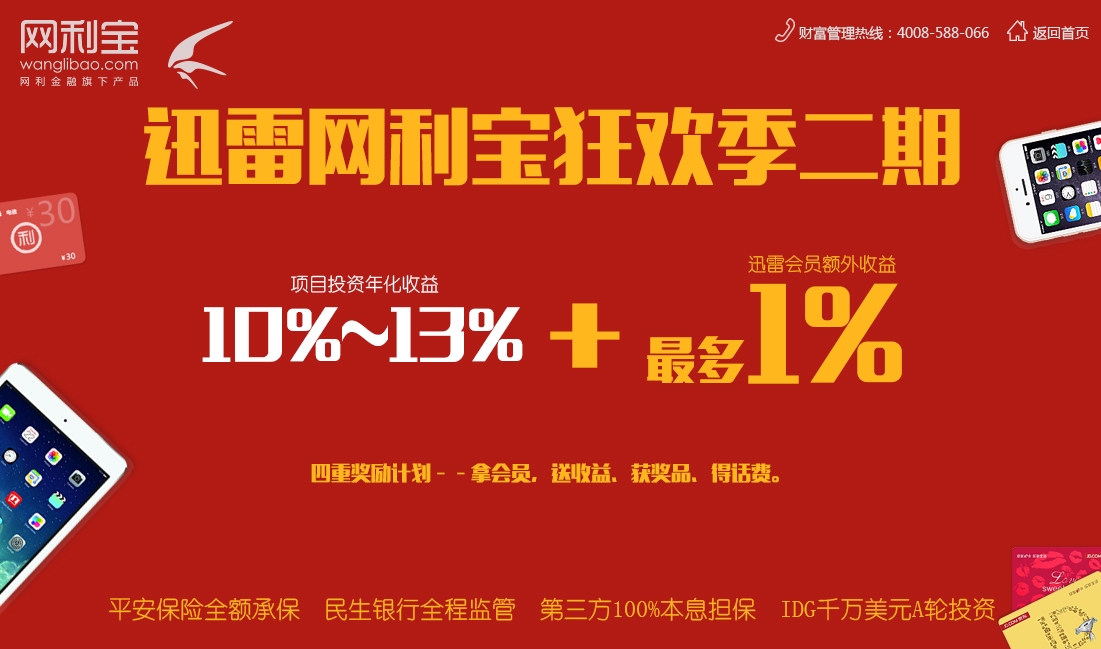 网利宝
wanglibao.com
网利金融旗下产品
财富管理热线：4008-588-066
返回首页
迅雷网利宝狂欢季二期
电信
¥30
利
¥30
项目投资年化收益
10%~13%
+
迅雷会员额外收益
最多1%
四重奖励计划--拿会员，送收益、获奖品、得话费。
平安保险全额承保 民生银行全程监管 第三方100%本息担保 IDG千万美元A轮投资